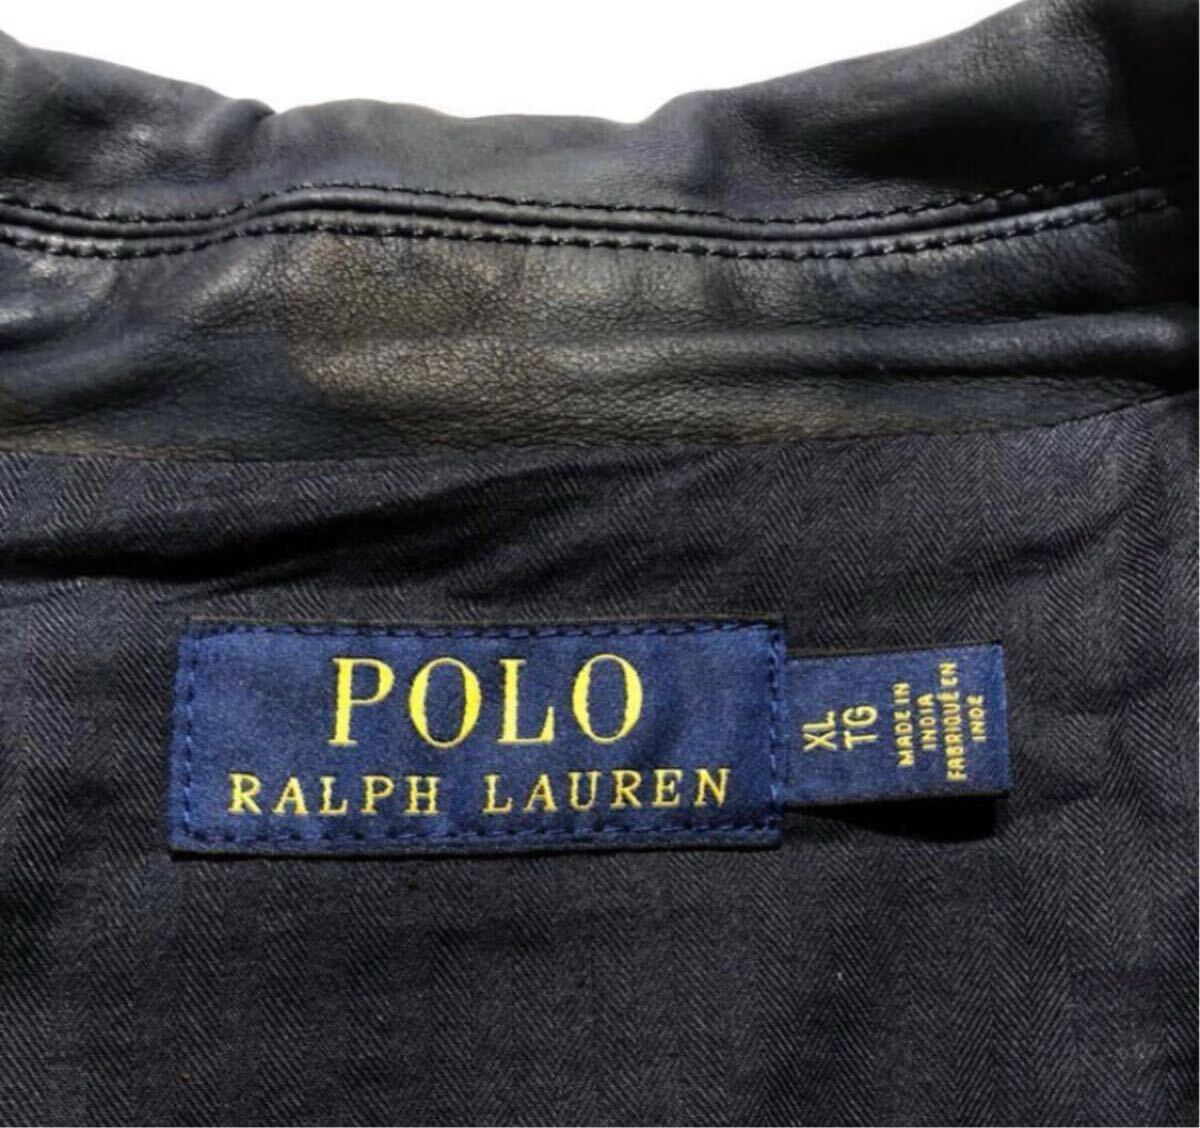 POLO
RALPH LAUREN
XL
TG
MADE IN
INDIA
FABRIQUÉ EN
INDE